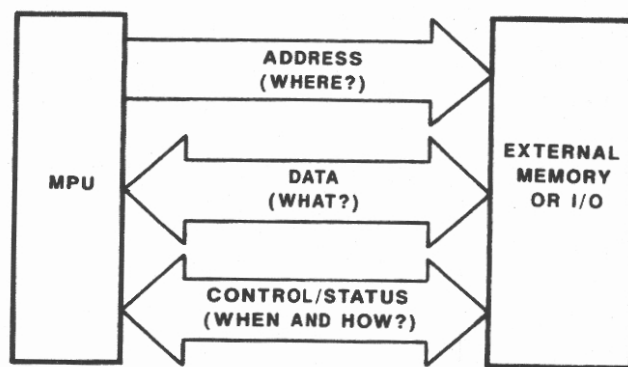 MPU
ADDRESS
(WHERE?)
DATA
(WHAT?)
CONTROL/STATUS
(WHEN AND HOW?)
EXTERNAL
MEMORY
OR I/O